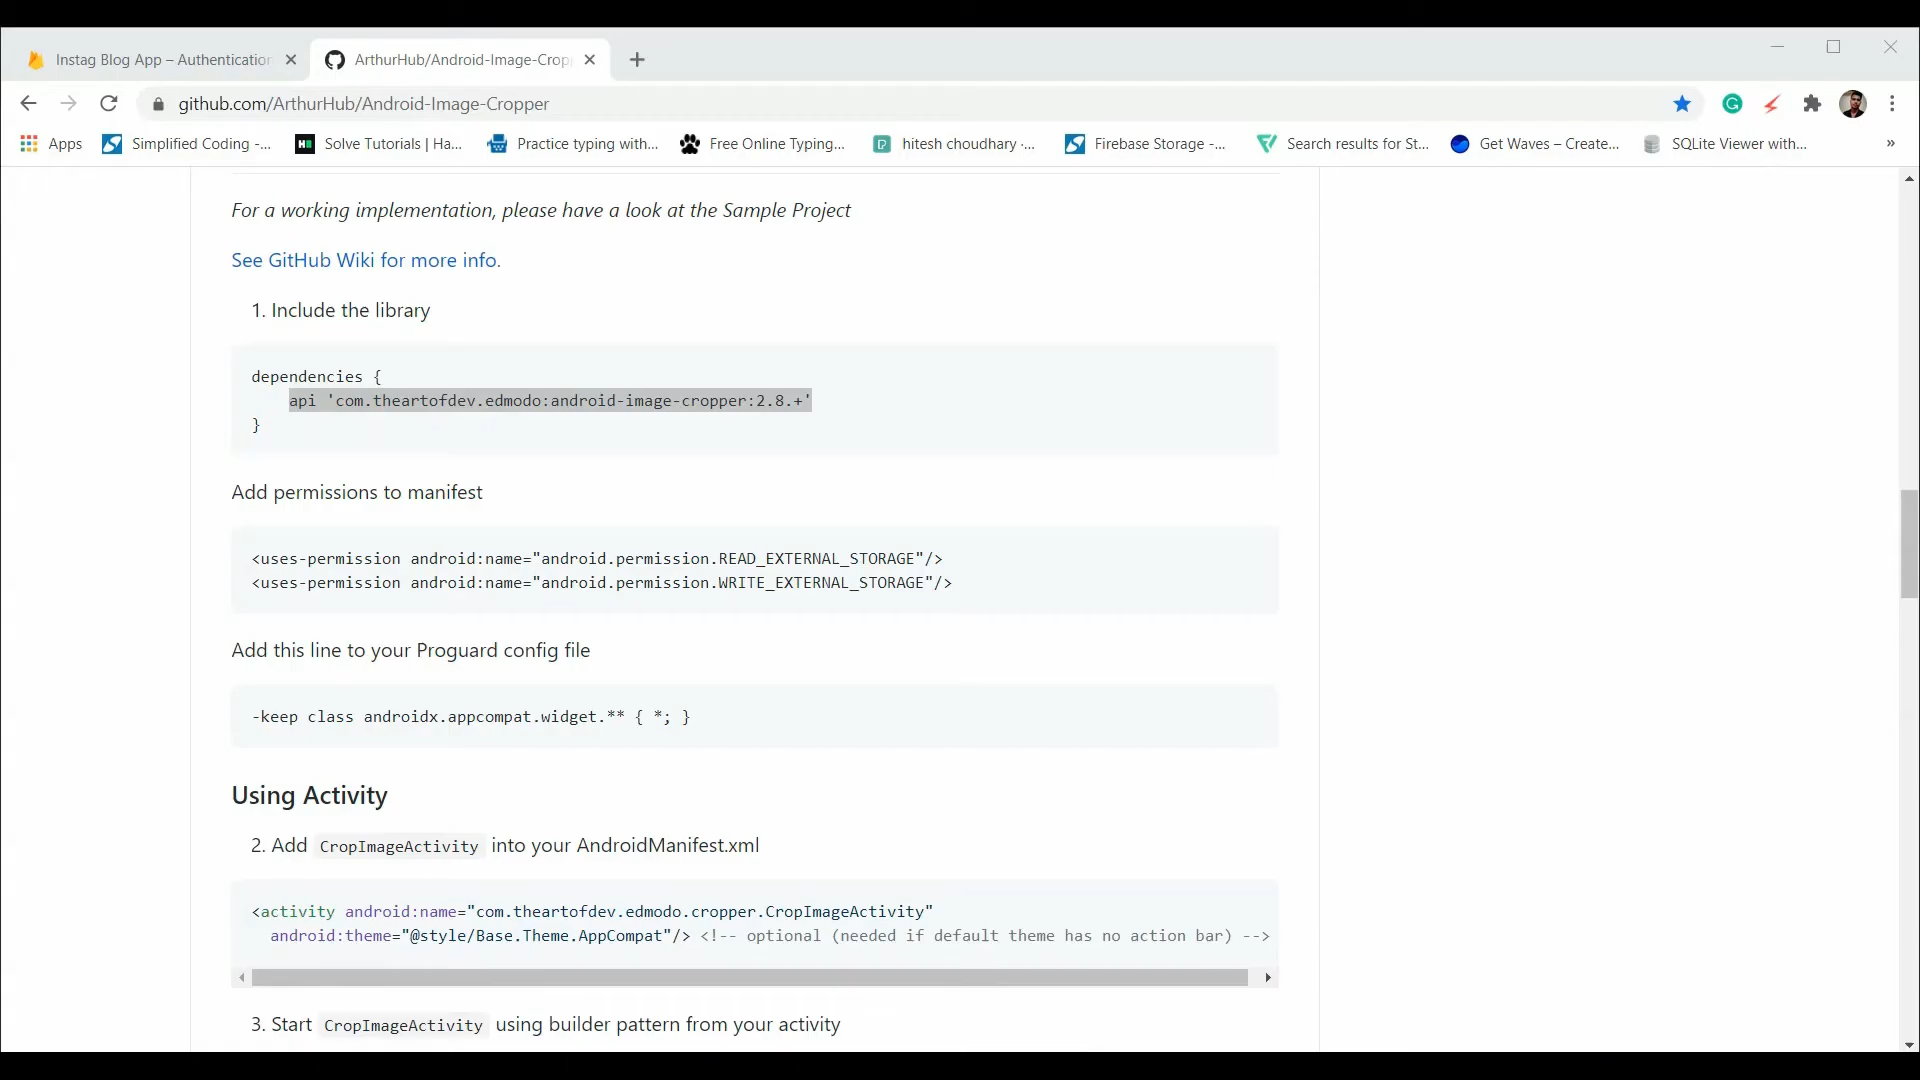 Instag Blog App – Authentication
ArthurHub/Android-Image-Crop
github.com/ArthurHub/Android-Image-Cropper
Apps
Simplified Coding -...
Solve Tutorials | Ha...
Practice typing with...
Free Online Typing...
hitesh choudhary ·...
Firebase Storage -...
Search results for St...
Get Waves – Create...
SQLite Viewer with...
»
For a working implementation, please have a look at the Sample Project
See GitHub Wiki for more info.
1. Include the library
dependencies {
api 'com.theartofdev.edmodo:android-image-cropper:2.8.+'
}
Add permissions to manifest
<uses-permission android:name="android.permission.READ_EXTERNAL_STORAGE"/>
<uses-permission android:name="android.permission.WRITE_EXTERNAL_STORAGE"/>
Add this line to your Proguard config file
-keep class androidx.appcompat.widget.** { *; }
Using Activity
2. Add CropImageActivity into your AndroidManifest.xml
<activity android:name="com.theartofdev.edmodo.cropper.CropImageActivity"
android:theme="@style/Base.Theme.AppCompat"/> <!-- optional (needed if default theme has no action bar) -->
3. Start CropImageActivity using builder pattern from your activity